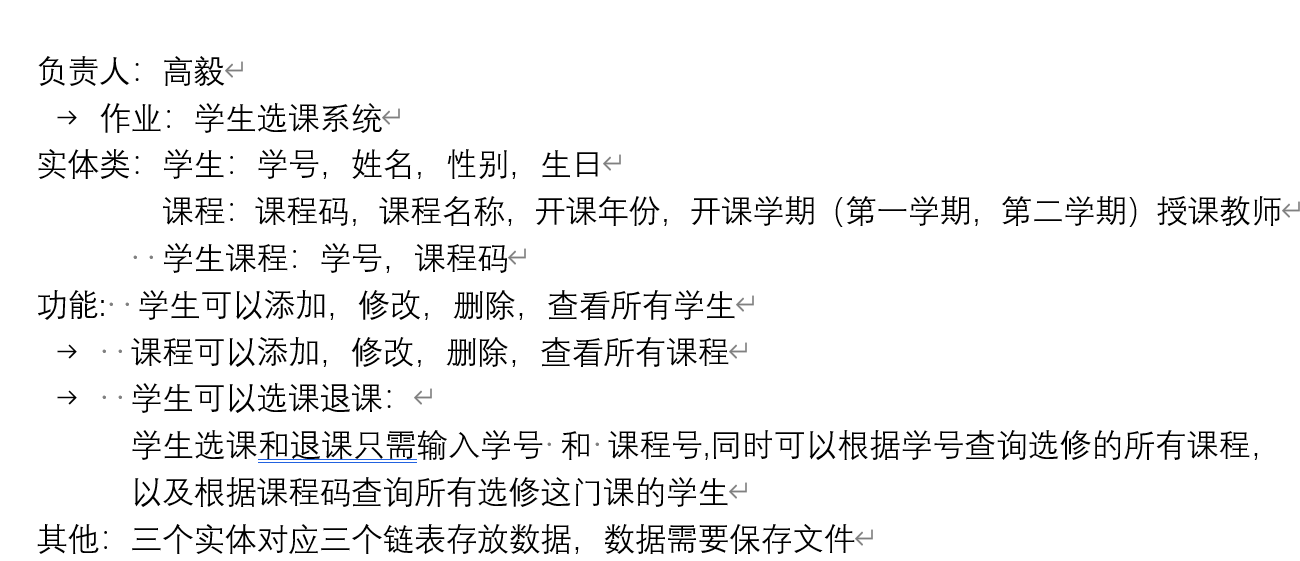 负责人：高毅
作业：学生选课系统
实体类：学生：学号，姓名，性别，生日
课程：课程码，课程名称，开课年份，开课学期（第一学期，第二学期）授课教师
学生课程：学号，课程码
功能: 学生可以添加，修改，删除，查看所有学生
课程可以添加，修改，删除，查看所有课程
学生可以选课退课：
学生选课和退课只需输入学号 和 课程号,同时可以根据学号查询选修的所有课程，
以及根据课程码查询所有选修这门课的学生
其他：三个实体对应三个链表存放数据，数据需要保存文件